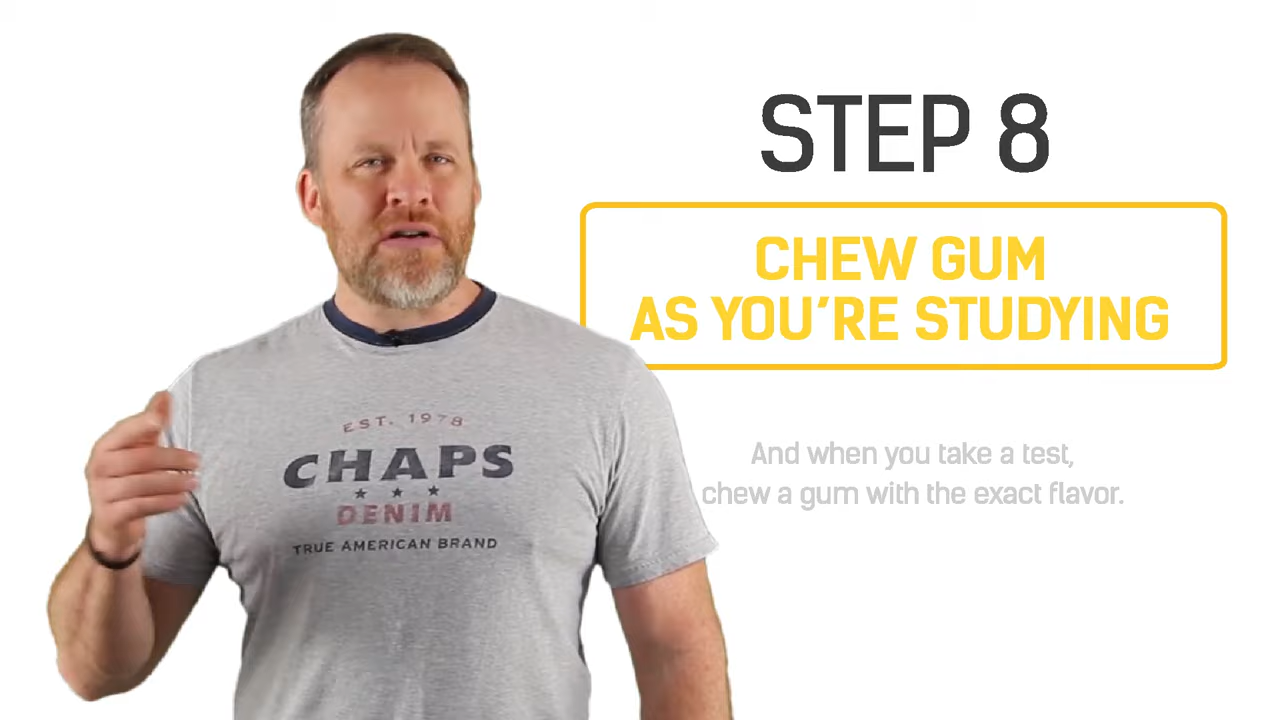 STEP 8
CHEW GUM
AS YOU'RE STUDYING
And when you take a test,
chew a gum with the exact flavor.
EST. 1978
CHAPS
DENIM
TRUE AMERICAN BRAND